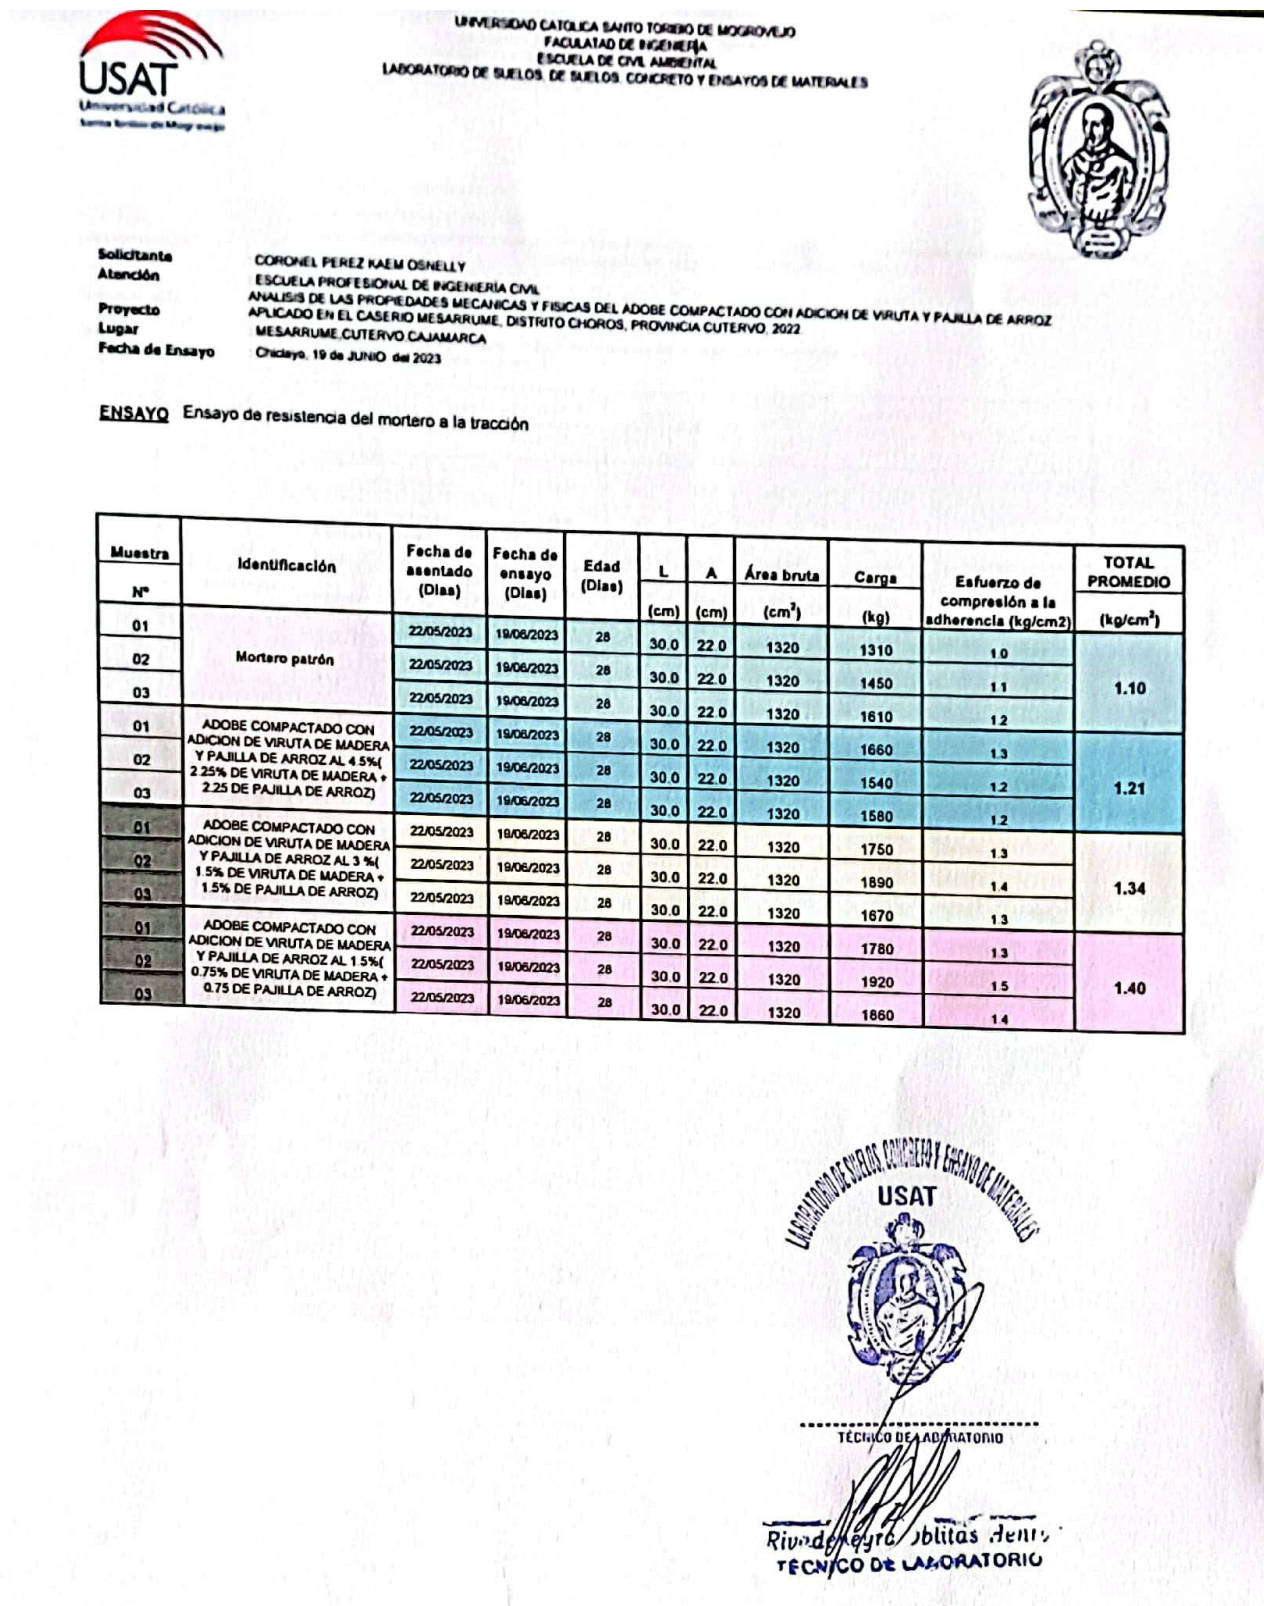 USAT
Universidad Católica
Santo Toribio de Mogrovejo
UNIVERSIDAD CATOLICA SANTO TORIBIO DE MOGROVEJO
FACULATAD DE INGENIERÍA
ESCUELA DE CIVIL AMBIENTAL
LABORATORIO DE SUELOS, DE SUELOS, CONCRETO Y ENSAYOS DE MATERIALES
Solicitante CORONEL PEREZ KAEM OSNELLY
Atención ESCUELA PROFESIONAL DE INGENIERÍA CIVIL
ANALISIS DE LAS PROPIEDADES MECANICAS Y FISICAS DEL ADOBE COMPACTADO CON ADICION DE VIRUTA Y PAJILLA DE ARROZ
Proyecto APLICADO EN EL CASERIO MESARRUME, DISTRITO CHOROS, PROVINCIA CUTERVO, 2022
Lugar MESARRUME,CUTERVO,CAJAMARCA
Fecha de Ensayo : Chiclayo, 19 de JUNIO del 2023
ENSAYO Ensayo de resistencia del mortero a la tracción
Muestra N° Identificación Fecha de asentado (Dias) Fecha de ensayo (Dias) Edad (Dias) L (cm) A (cm) Área bruta (cm²) Carga (kg) Esfuerzo de compresión a la adherencia (kg/cm2) TOTAL PROMEDIO (kg/cm²)
Mortero patrón
01 22/05/2023 19/06/2023 28 30.0 22.0 1320 1310 1.0
02 22/05/2023 19/06/2023 28 30.0 22.0 1320 1450 1.1
03 22/05/2023 19/06/2023 28 30.0 22.0 1320 1610 1.2
1.10
ADOBE COMPACTADO CON
ADICION DE VIRUTA DE MADERA
Y PAJILLA DE ARROZ AL 4.5%(
2.25% DE VIRUTA DE MADERA +
2.25 DE PAJILLA DE ARROZ)
01 22/05/2023 19/06/2023 28 30.0 22.0 1320 1660 1.3
02 22/05/2023 19/06/2023 28 30.0 22.0 1320 1540 1.2
03 22/05/2023 19/06/2023 28 30.0 22.0 1320 1580 1.2
1.21
ADOBE COMPACTADO CON
ADICION DE VIRUTA DE MADERA
Y PAJILLA DE ARROZ AL 3 %(
1.5% DE VIRUTA DE MADERA +
1.5% DE PAJILLA DE ARROZ)
01 22/05/2023 19/06/2023 28 30.0 22.0 1320 1750 1.3
02 22/05/2023 19/06/2023 28 30.0 22.0 1320 1890 1.4
03 22/05/2023 19/06/2023 28 30.0 22.0 1320 1670 1.3
1.34
ADOBE COMPACTADO CON
ADICION DE VIRUTA DE MADERA
Y PAJILLA DE ARROZ AL 1.5%(
0.75% DE VIRUTA DE MADERA +
0.75 DE PAJILLA DE ARROZ)
01 22/05/2023 19/06/2023 28 30.0 22.0 1320 1780 1.3
02 22/05/2023 19/06/2023 28 30.0 22.0 1320 1920 1.5
03 22/05/2023 19/06/2023 28 30.0 22.0 1320 1860 1.4
1.40
LABORATORIO DE SUELOS, CONCRETO Y ENSAYO DE MATERIALES
USAT
TÉCNICO DE LABORATORIO
Oblitas
TÉCNICO DE LABORATORIO